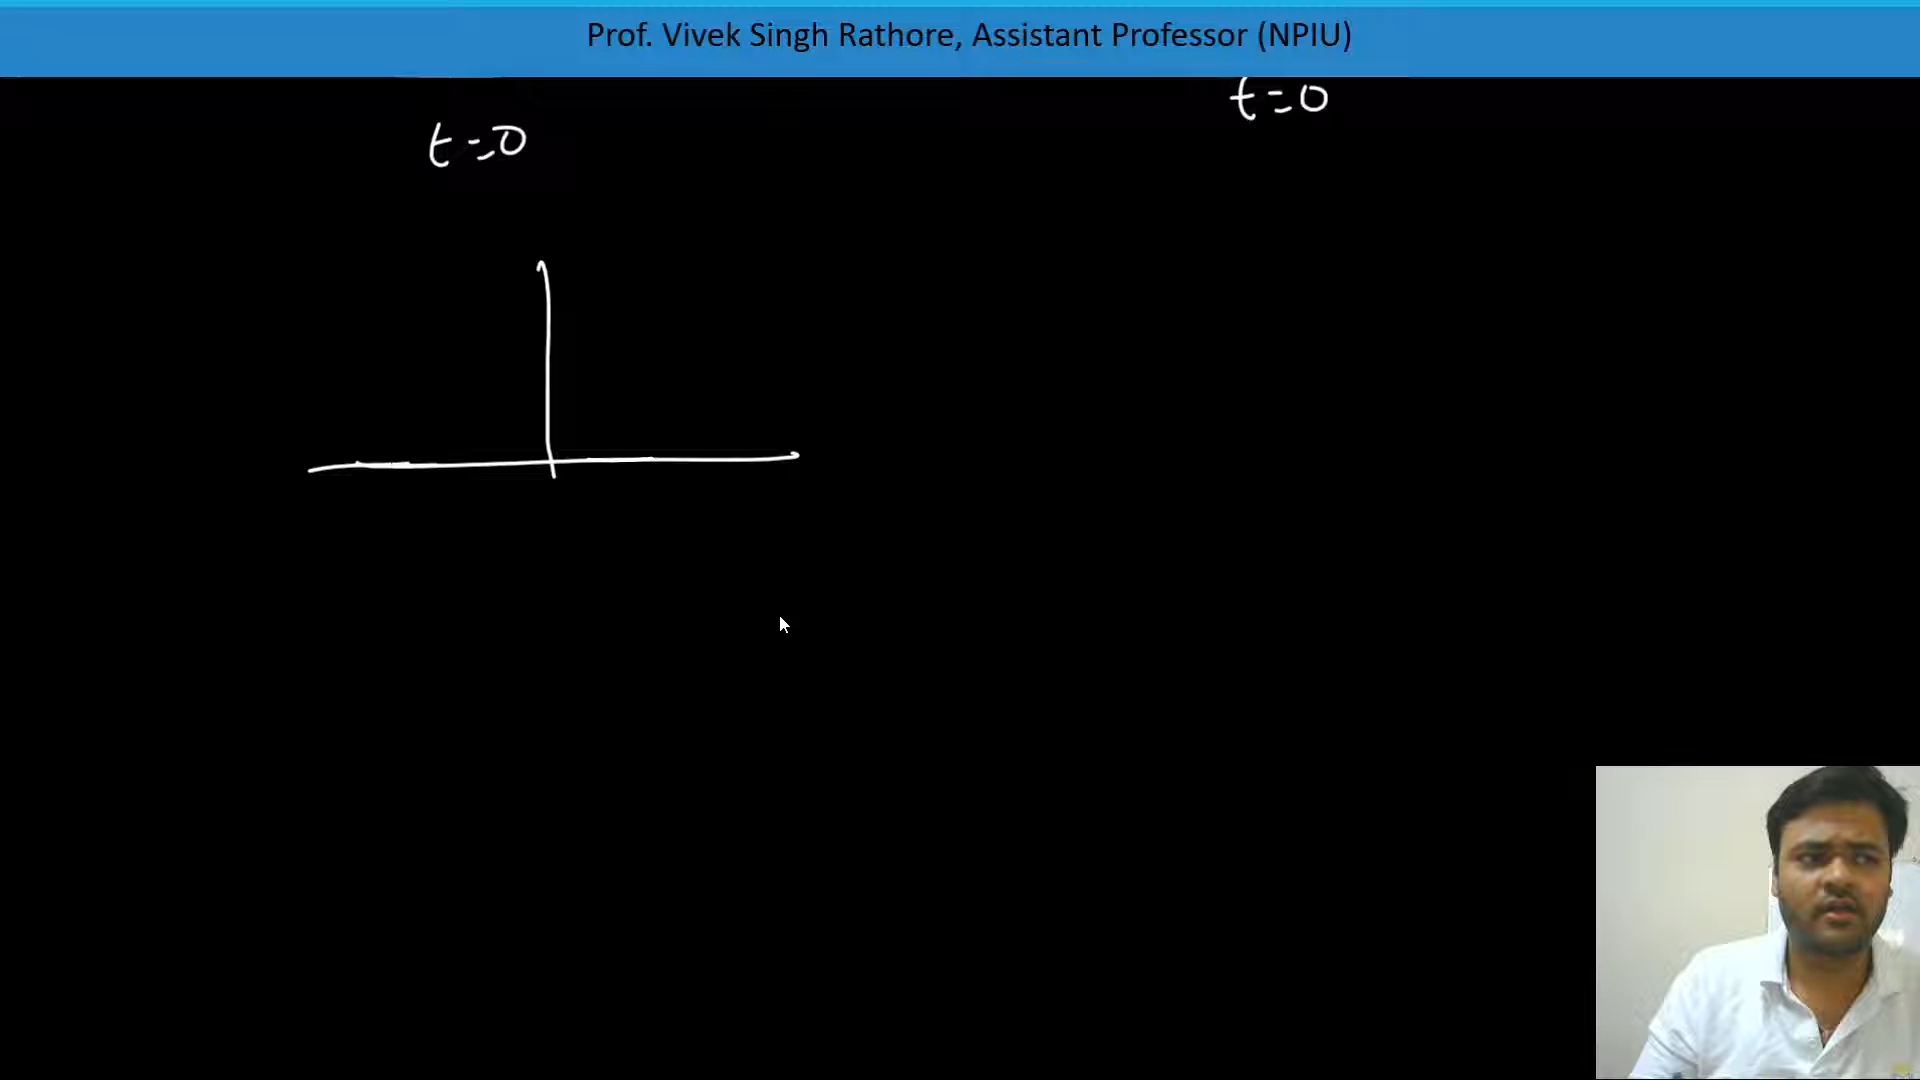 Prof. Vivek Singh Rathore, Assistant Professor (NPIU)
t=0
t=0